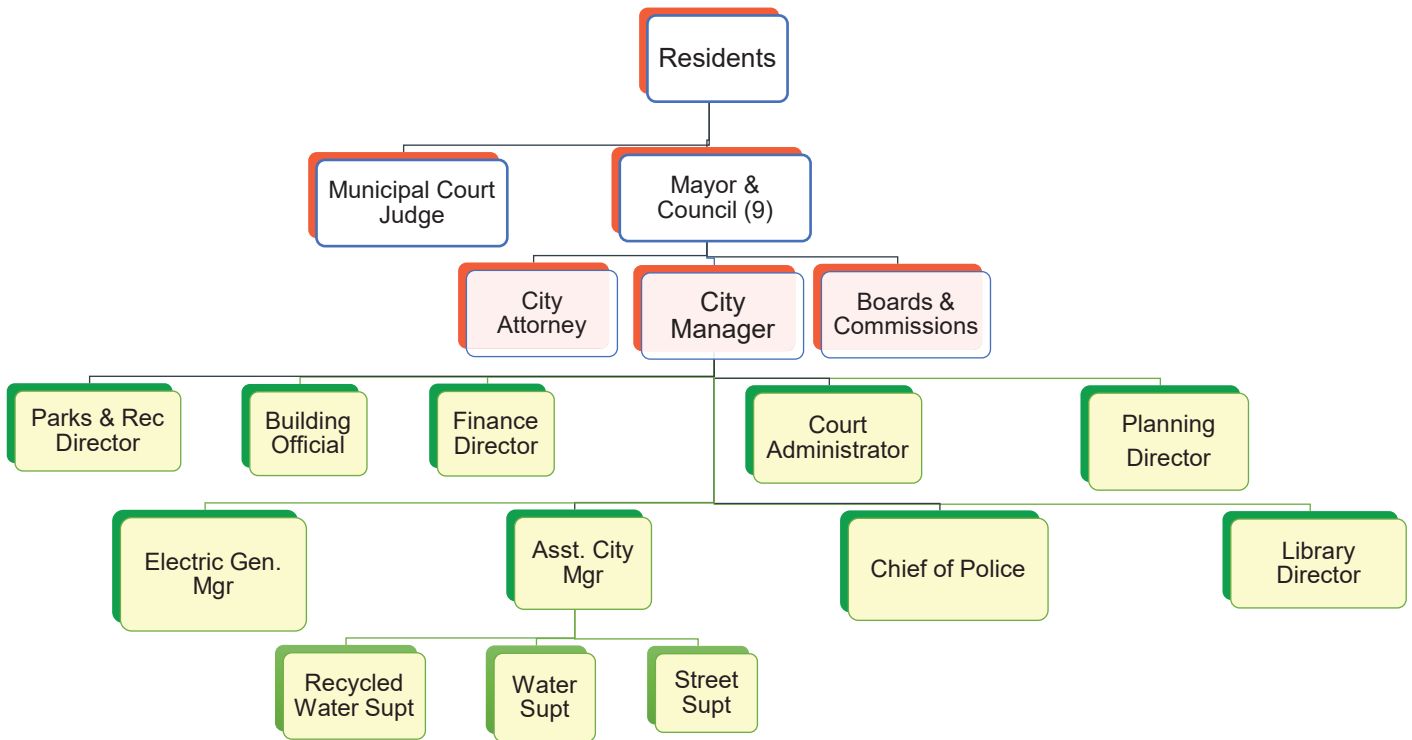 Residents
Municipal Court
Judge
Mayor &
Council (9)
City
Attorney
City
Manager
Boards &
Commissions
Parks & Rec
Director
Building
Official
Finance
Director
Court
Administrator
Planning
Director
Electric Gen.
Mgr
Asst. City
Mgr
Chief of Police
Library
Director
Recycled
Water Supt
Water
Supt
Street
Supt